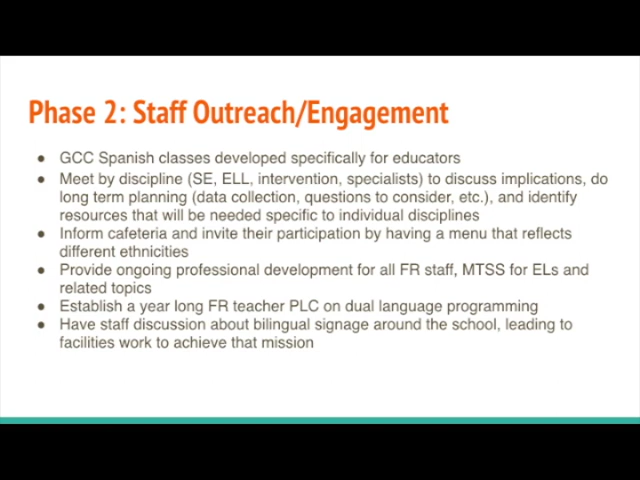 Phase 2: Staff Outreach/Engagement
● GCC Spanish classes developed specifically for educators
● Meet by discipline (SE, ELL, intervention, specialists) to discuss implications, do
long term planning (data collection, questions to consider, etc.), and identify
resources that will be needed specific to individual disciplines
● Inform cafeteria and invite their participation by having a menu that reflects
different ethnicities
● Provide ongoing professional development for all FR staff, MTSS for ELs and
related topics
● Establish a year long FR teacher PLC on dual language programming
● Have staff discussion about bilingual signage around the school, leading to
facilities work to achieve that mission